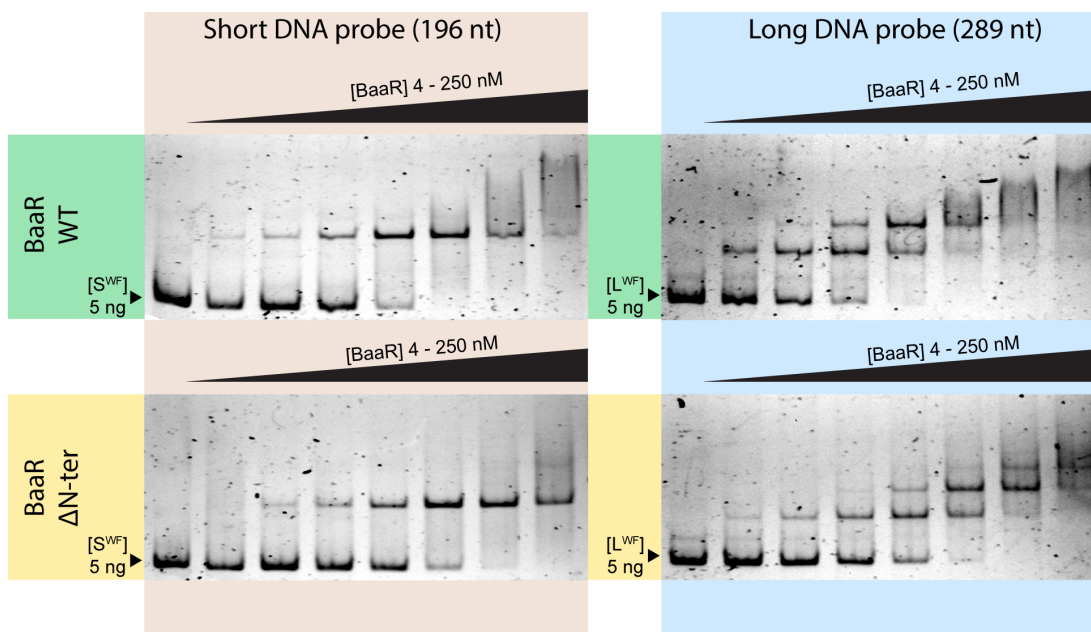 Short DNA probe (196 nt)
Long DNA probe (289 nt)
[BaaR] 4 - 250 nM
[BaaR] 4 - 250 nM
BaaR
WT
[S^WF]
5 ng
[L^WF]
5 ng
[BaaR] 4 - 250 nM
[BaaR] 4 - 250 nM
BaaR
ΔN-ter
[S^WF]
5 ng
[L^WF]
5 ng